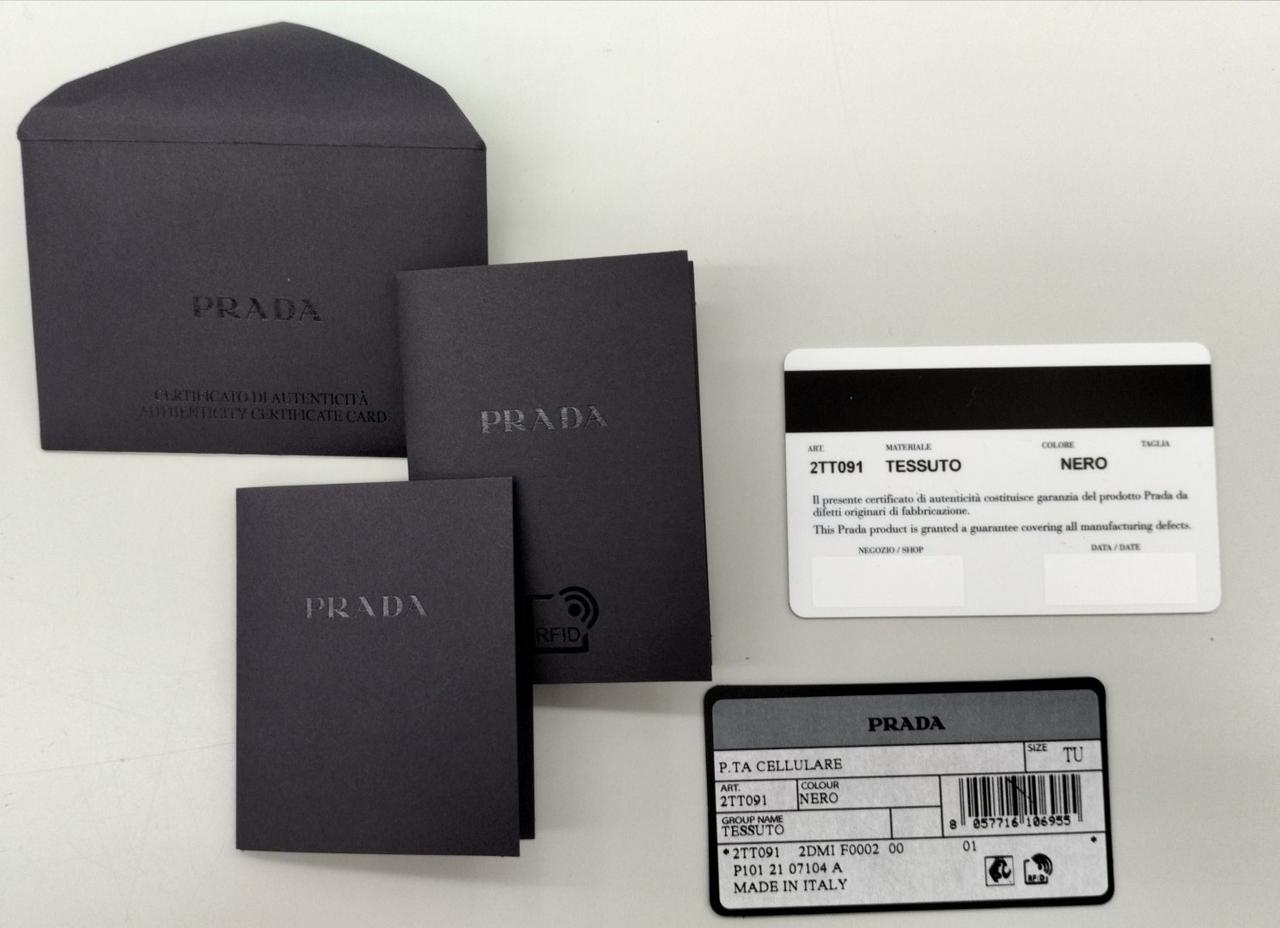 PRADA
CERTIFICATO DI AUTENTICITÀ
AUTHENTICITY CERTIFICATE CARD
PRADA
RFID
PRADA
ART. MATERIALE COLORE TAGLIA
2TT091 TESSUTO NERO
Il presente certificato di autenticità costituisce garanzia del prodotto Prada da
difetti originari di fabbricazione.
This Prada product is granted a guarantee covering all manufacturing defects.
NEGOZIO / SHOP DATA / DATE
PRADA
P.TA CELLULARE SIZE TU
ART. COLOUR
2TT091 NERO
GROUP NAME
TESSUTO
8 057716 106955
*2TT091 2DMI F0002 00 01 *
P101 21 07104 A
MADE IN ITALY
RFID